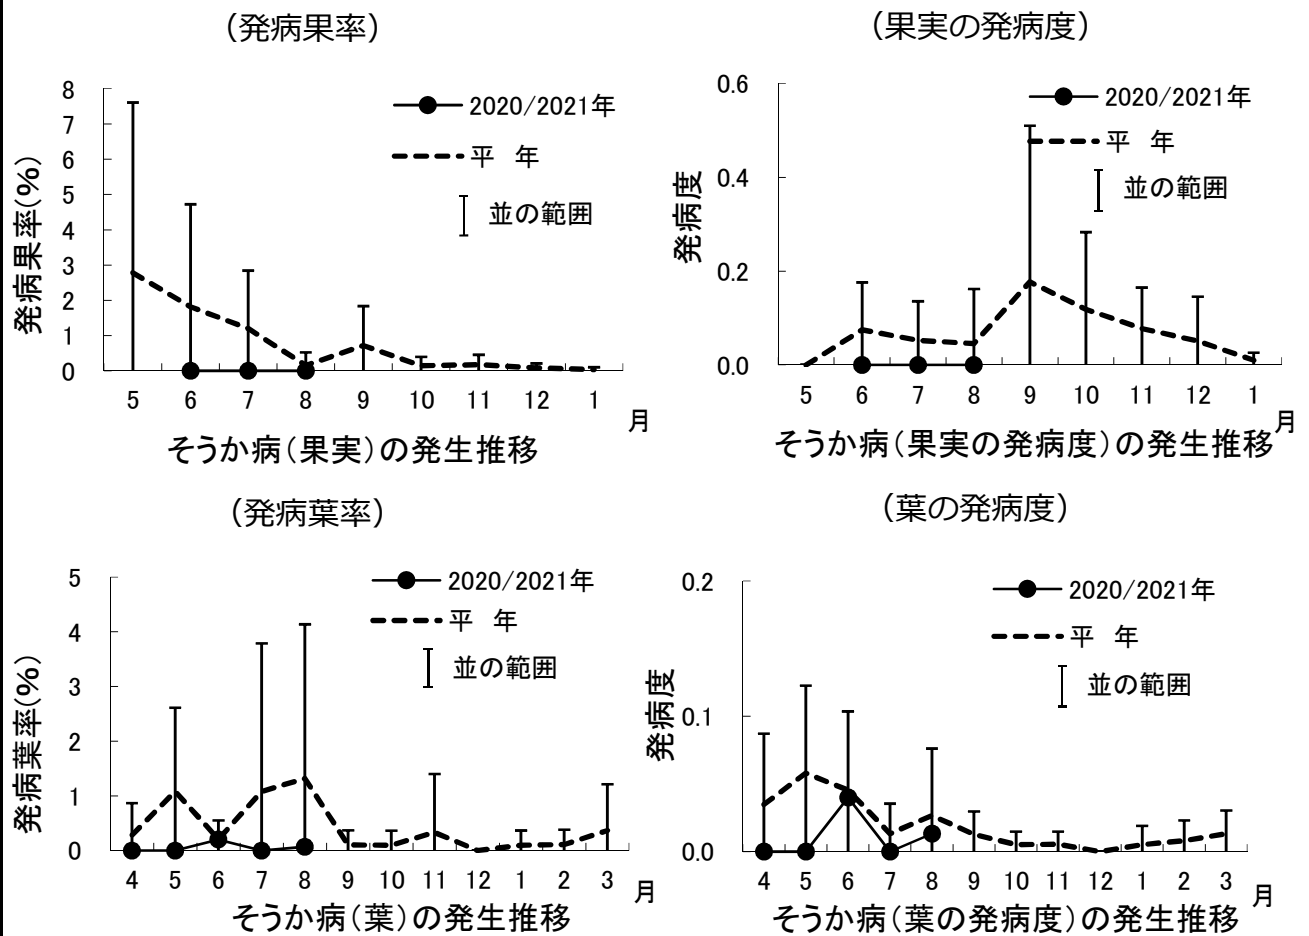 （発病果率）
8
7
6
5
4
3
2
1
0
発病果率(%)
2020/2021年
平 年
並の範囲
5 6 7 8 9 10 11 12 1
月
そうか病（果実）の発生推移
（果実の発病度）
0.6
0.4
0.2
0.0
発病度
2020/2021年
平 年
並の範囲
5 6 7 8 9 10 11 12 1
月
そうか病（果実の発病度）の発生推移
（発病葉率）
5
4
3
2
1
0
発病葉率(%)
2020/2021年
平 年
並の範囲
4 5 6 7 8 9 10 11 12 1 2 3
月
そうか病（葉）の発生推移
（葉の発病度）
0.2
0.1
0.0
発病度
2020/2021年
平 年
並の範囲
4 5 6 7 8 9 10 11 12 1 2 3
月
そうか病（葉の発病度）の発生推移